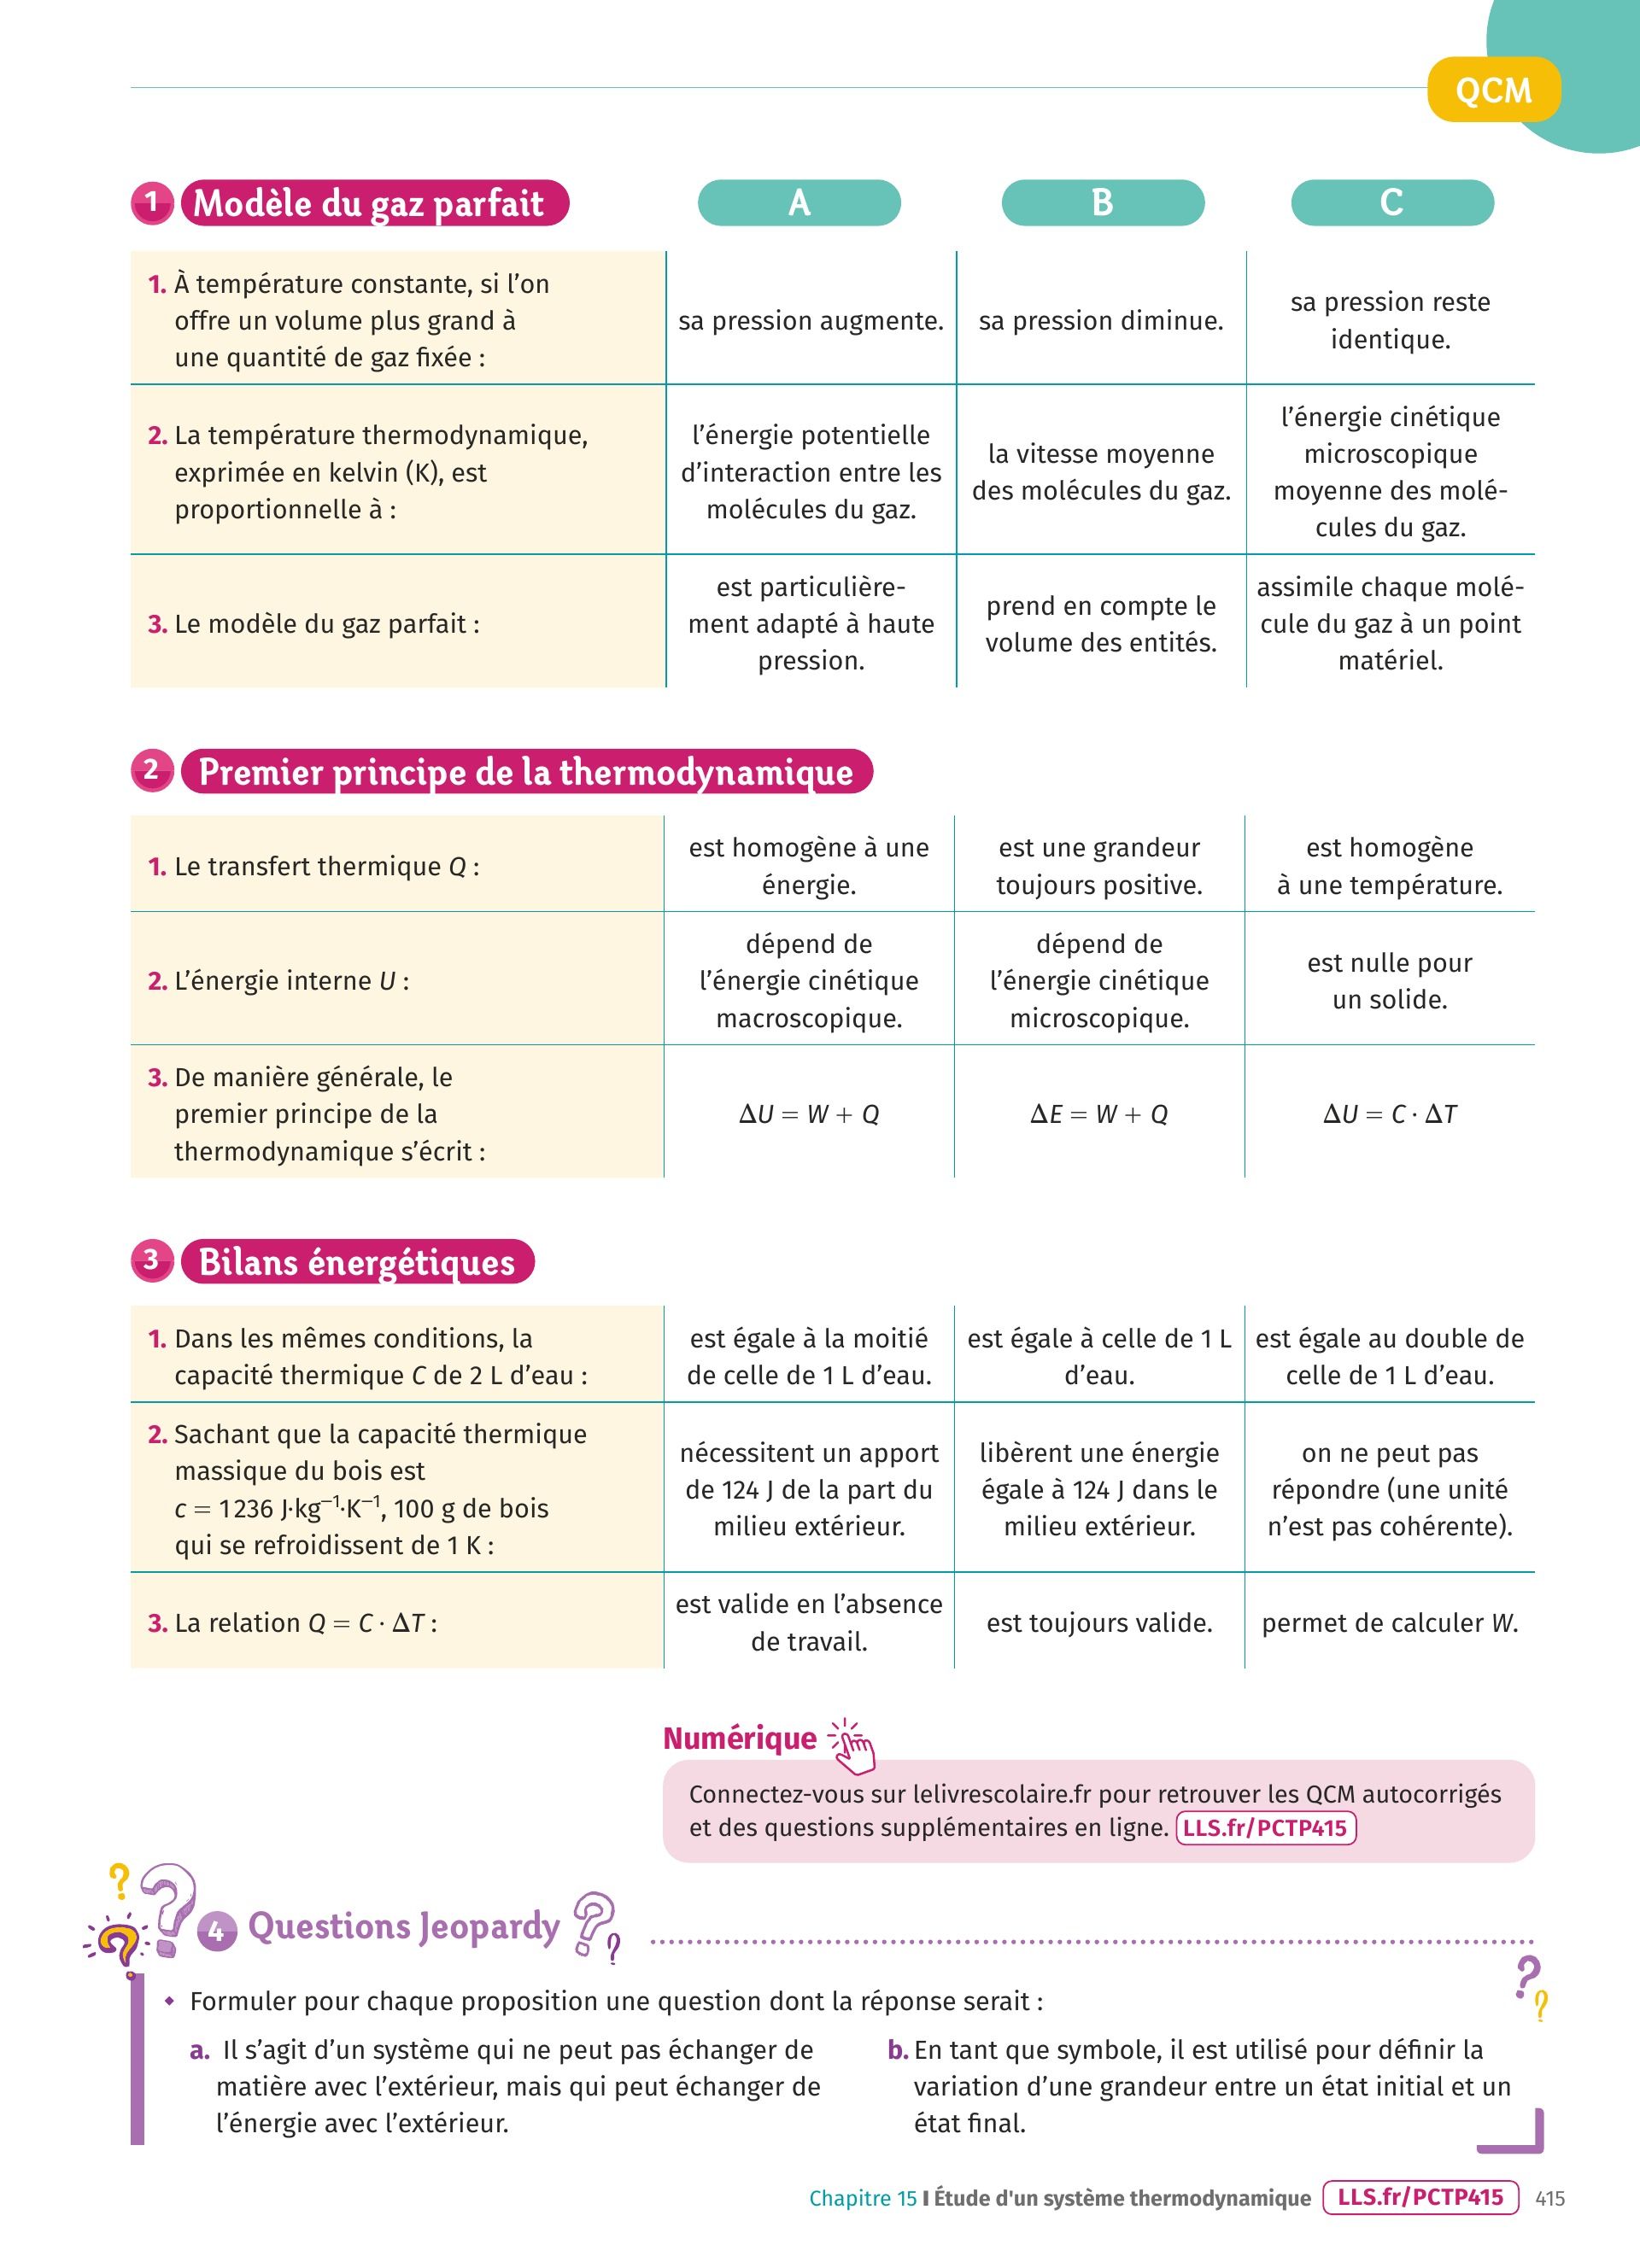 QCM
1 Modèle du gaz parfait
A
B
C
1. À température constante, si l'on
offre un volume plus grand à
une quantité de gaz fixée :
sa pression augmente.
sa pression diminue.
sa pression reste
identique.
2. La température thermodynamique,
exprimée en kelvin (K), est
proportionnelle à :
l'énergie potentielle
d'interaction entre les
molécules du gaz.
la vitesse moyenne
des molécules du gaz.
l'énergie cinétique
microscopique
moyenne des molé-
cules du gaz.
3. Le modèle du gaz parfait :
est particulière-
ment adapté à haute
pression.
prend en compte le
volume des entités.
assimile chaque molé-
cule du gaz à un point
matériel.
2 Premier principe de la thermodynamique
1. Le transfert thermique Q :
est homogène à une
énergie.
est une grandeur
toujours positive.
est homogène
à une température.
2. L'énergie interne U :
dépend de
l'énergie cinétique
macroscopique.
dépend de
l'énergie cinétique
microscopique.
est nulle pour
un solide.
3. De manière générale, le
premier principe de la
thermodynamique s'écrit :
ΔU = W + Q
ΔE = W + Q
ΔU = C · ΔT
3 Bilans énergétiques
1. Dans les mêmes conditions, la
capacité thermique C de 2 L d'eau :
est égale à la moitié
de celle de 1 L d'eau.
est égale à celle de 1 L
d'eau.
est égale au double de
celle de 1 L d'eau.
2. Sachant que la capacité thermique
massique du bois est
c = 1236 J·kg⁻¹·K⁻¹, 100 g de bois
qui se refroidissent de 1 K :
nécessitent un apport
de 124 J de la part du
milieu extérieur.
libèrent une énergie
égale à 124 J dans le
milieu extérieur.
on ne peut pas
répondre (une unité
n'est pas cohérente).
3. La relation Q = C · ΔT :
est valide en l'absence
de travail.
est toujours valide.
permet de calculer W.
Numérique
Connectez-vous sur lelivrescolaire.fr pour retrouver les QCM autocorrigés
et des questions supplémentaires en ligne. LLS.fr/PCTP415
4 Questions Jeopardy
Formuler pour chaque proposition une question dont la réponse serait :
a. Il s'agit d'un système qui ne peut pas échanger de
matière avec l'extérieur, mais qui peut échanger de
l'énergie avec l'extérieur.
b. En tant que symbole, il est utilisé pour définir la
variation d'une grandeur entre un état initial et un
état final.
Chapitre 15 I Étude d'un système thermodynamique LLS.fr/PCTP415 415